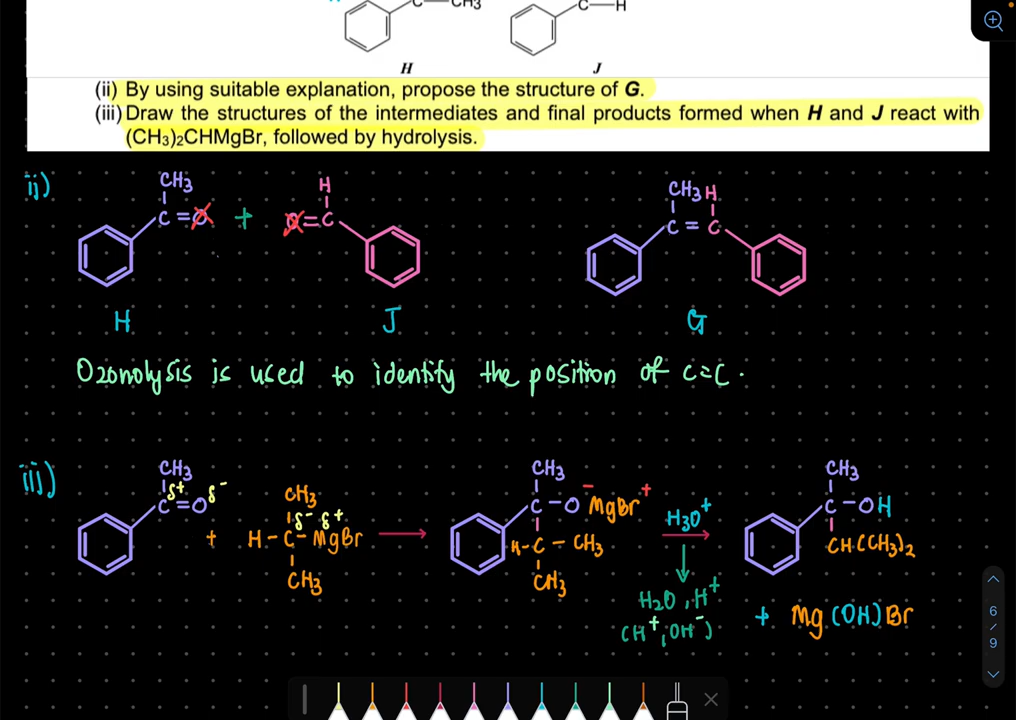 C—CH3
C—H
H
J
(ii) By using suitable explanation, propose the structure of G.
(iii) Draw the structures of the intermediates and final products formed when H and J react with
(CH3)2CHMgBr, followed by hydrolysis.
ii)
CH3
C=O
+
H
O=C
CH3 H
C = C
H
J
G
Ozonolysis is used to identify the position of C=C.
iii)
CH3
δ+
C=O
δ-
+
CH3
δ- δ+
H-C-MgBr
CH3
CH3
C-O- MgBr+
H-C-CH3
CH3
H3O+
H2O, H+
(H+, OH-)
CH3
C-OH
CH(CH3)2
+ Mg(OH)Br
6
/
9